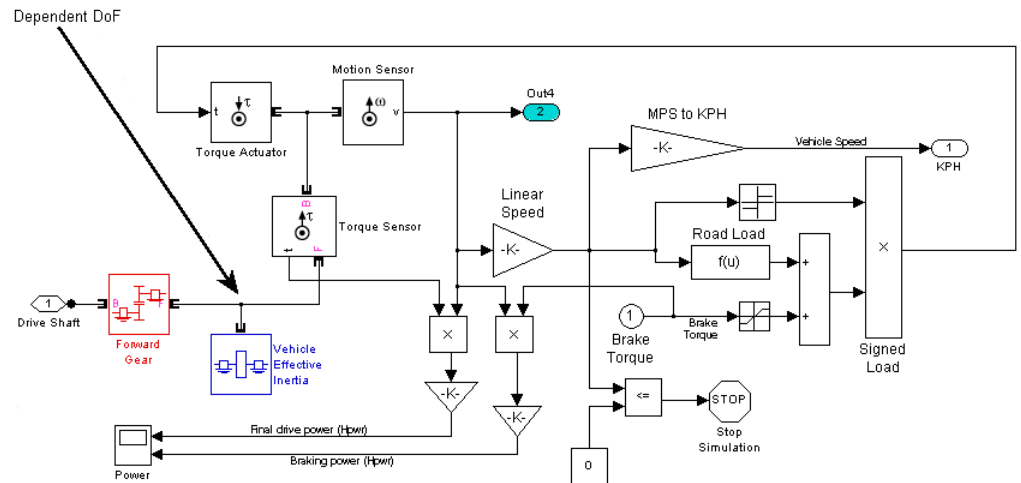 Dependent DoF
Motion Sensor
Out4
2
t
τ
Torque Actuator
ω
v
MPS to KPH
-K-
Vehicle Speed
1
KPH
B
τ
t
F
Torque Sensor
Linear
Speed
-K-
Road Load
f(u)
+
+
×
Signed
Load
1
Drive Shaft
B
F
Forward
Gear
Vehicle
Effective
Inertia
×
×
1
Brake
Torque
Brake
Torque
-K-
-K-
<=
STOP
Stop
Simulation
0
Final drive power (Hpwr)
Braking power (Hpwr)
Power